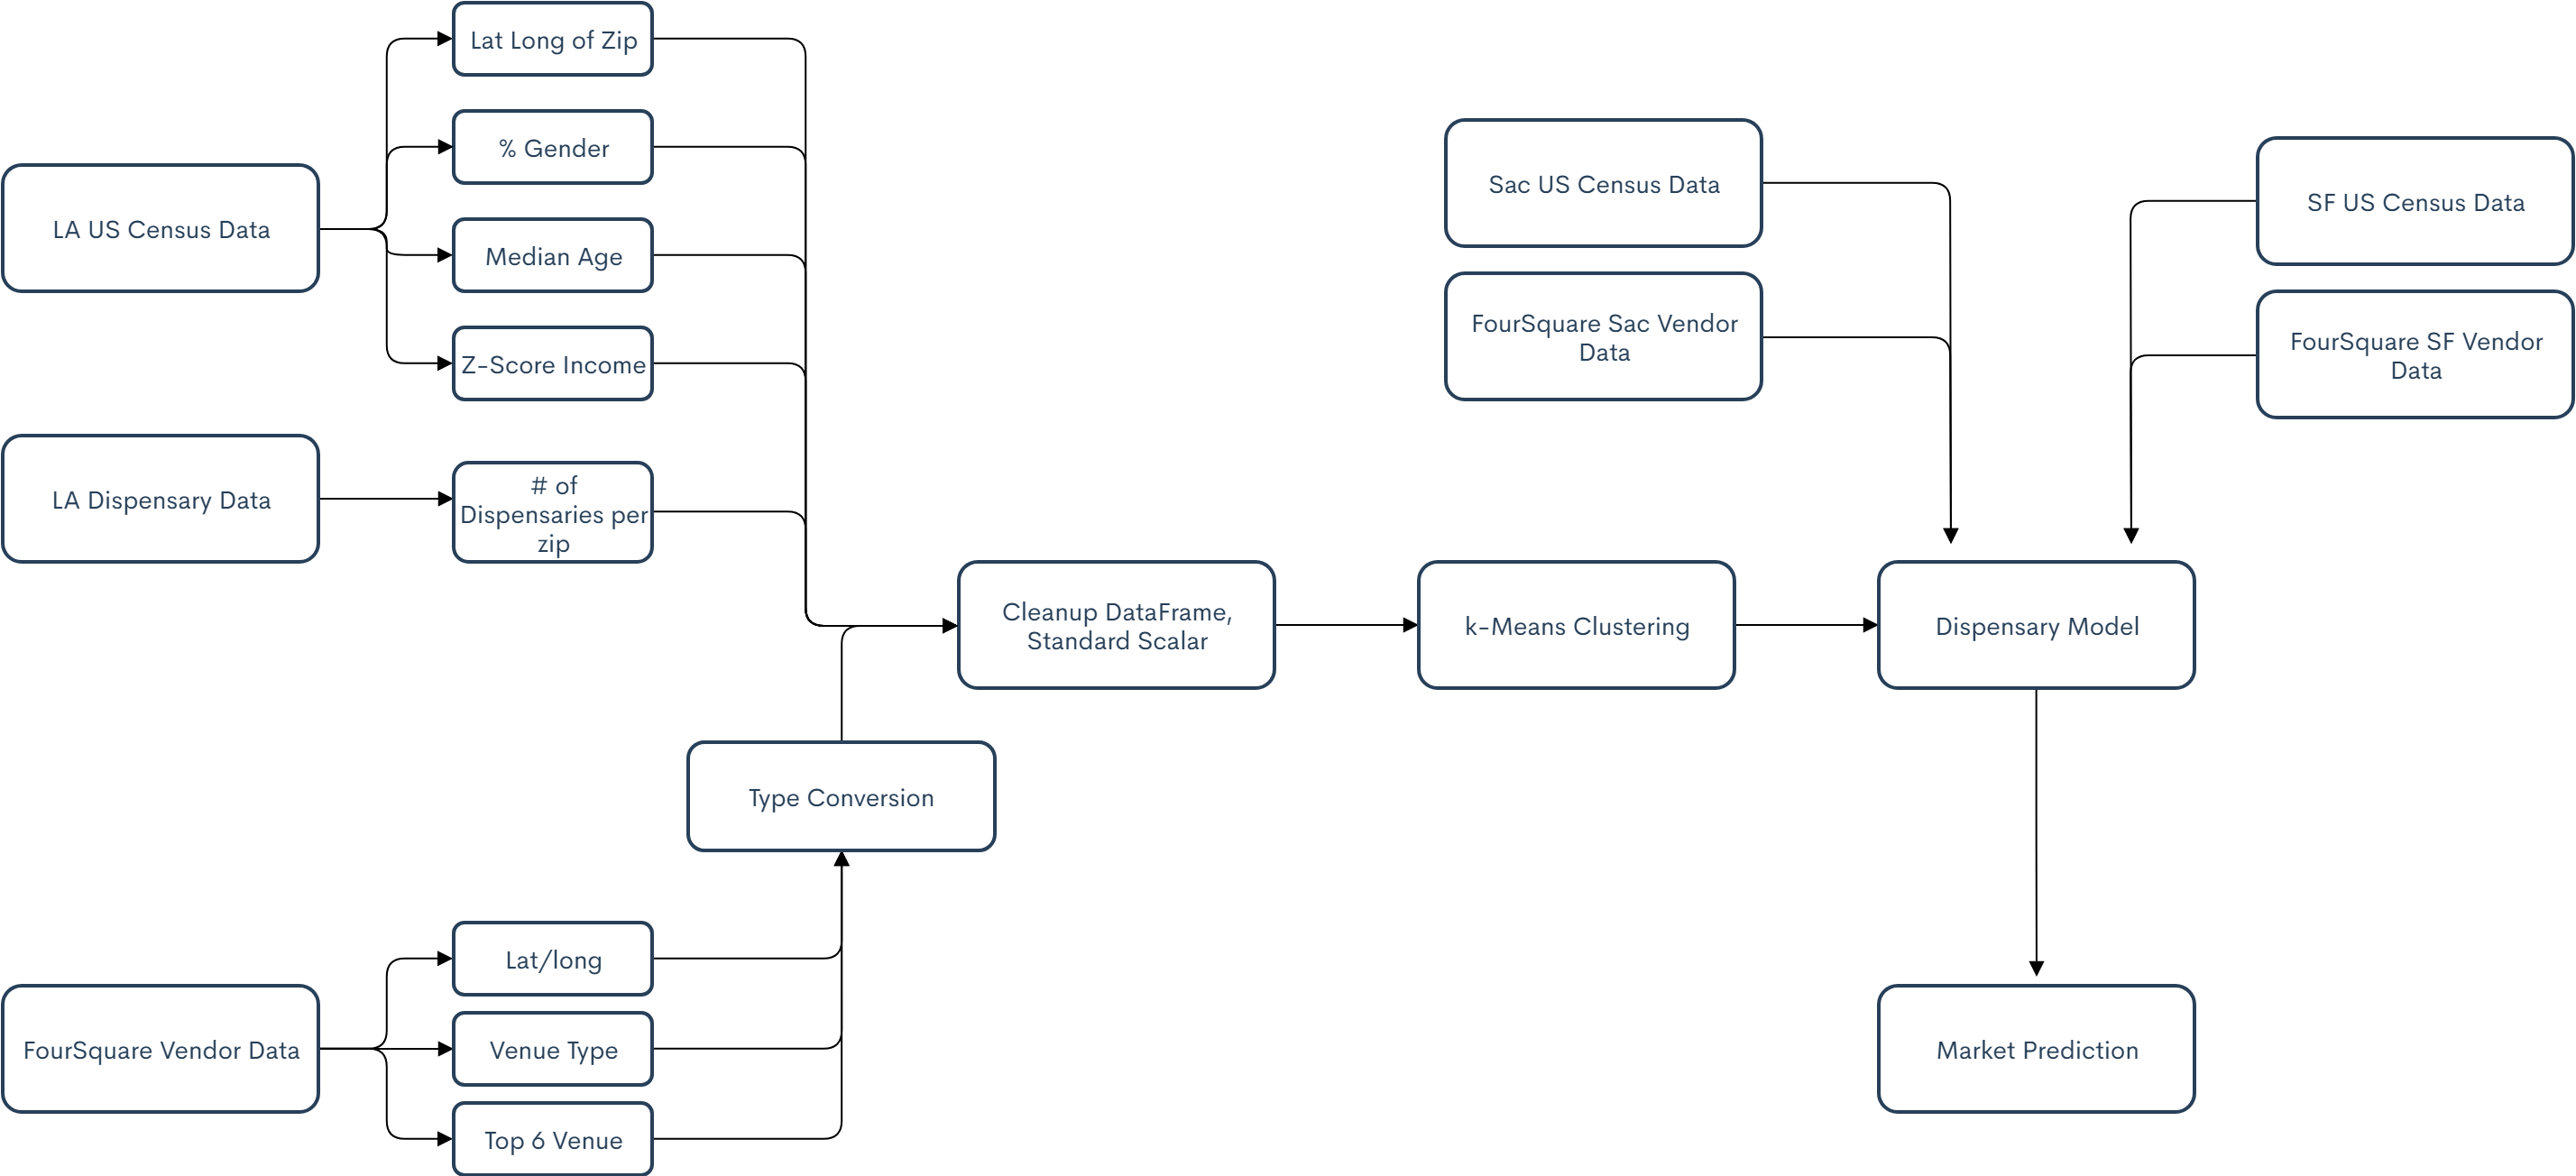 Lat Long of Zip
% Gender
LA US Census Data
Median Age
Z-Score Income
LA Dispensary Data
# of
Dispensaries per
zip
Sac US Census Data
FourSquare Sac Vendor
Data
SF US Census Data
FourSquare SF Vendor
Data
Cleanup DataFrame,
Standard Scalar
k-Means Clustering
Dispensary Model
Type Conversion
Lat/long
FourSquare Vendor Data
Venue Type
Top 6 Venue
Market Prediction